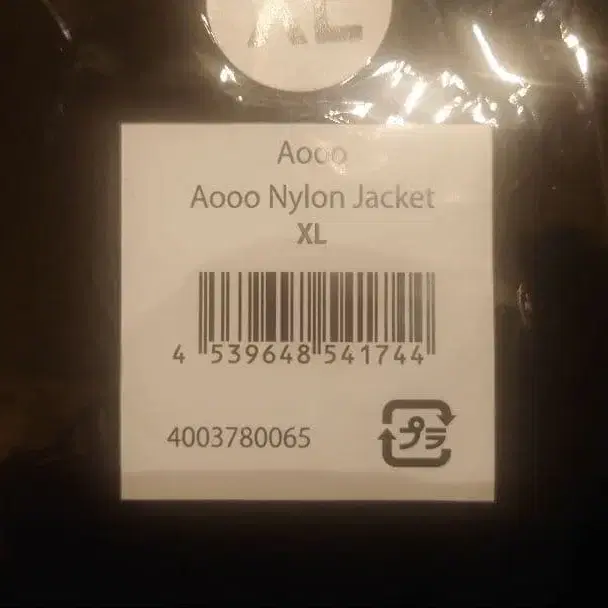 XL
Aooo
Aooo Nylon Jacket
XL
4 539648 541744
4003780065
プラ